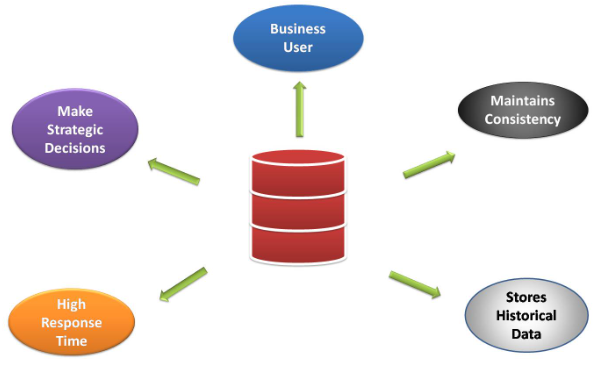 Business
User
Make
Strategic
Decisions
Maintains
Consistency
High
Response
Time
Stores
Historical
Data